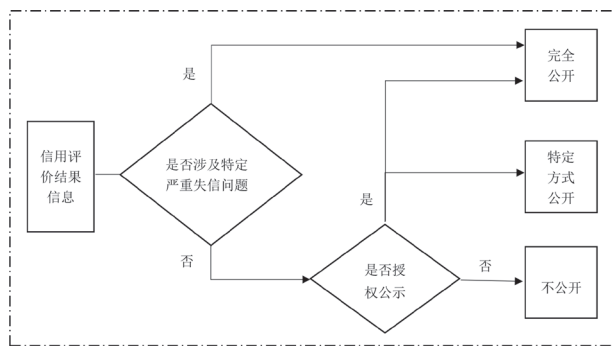 信用评
价结果
信息
是
是否涉及特定
严重失信问题
否
是
是否授
权公示
否
完全
公开
特定
方式
公开
不公开